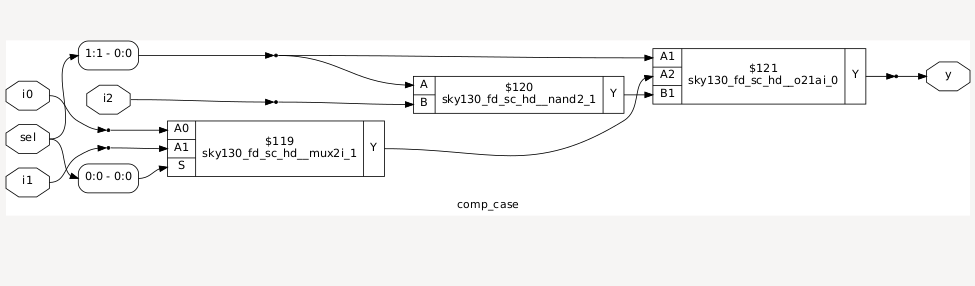 1:1 - 0:0
A1
$121
A2
sky130_fd_sc_hd__o21ai_0
Y
y
B1
i0
i2
A
$120
B
sky130_fd_sc_hd__nand2_1
Y
sel
A0
$119
A1
sky130_fd_sc_hd__mux2i_1
Y
S
i1
0:0 - 0:0
comp_case